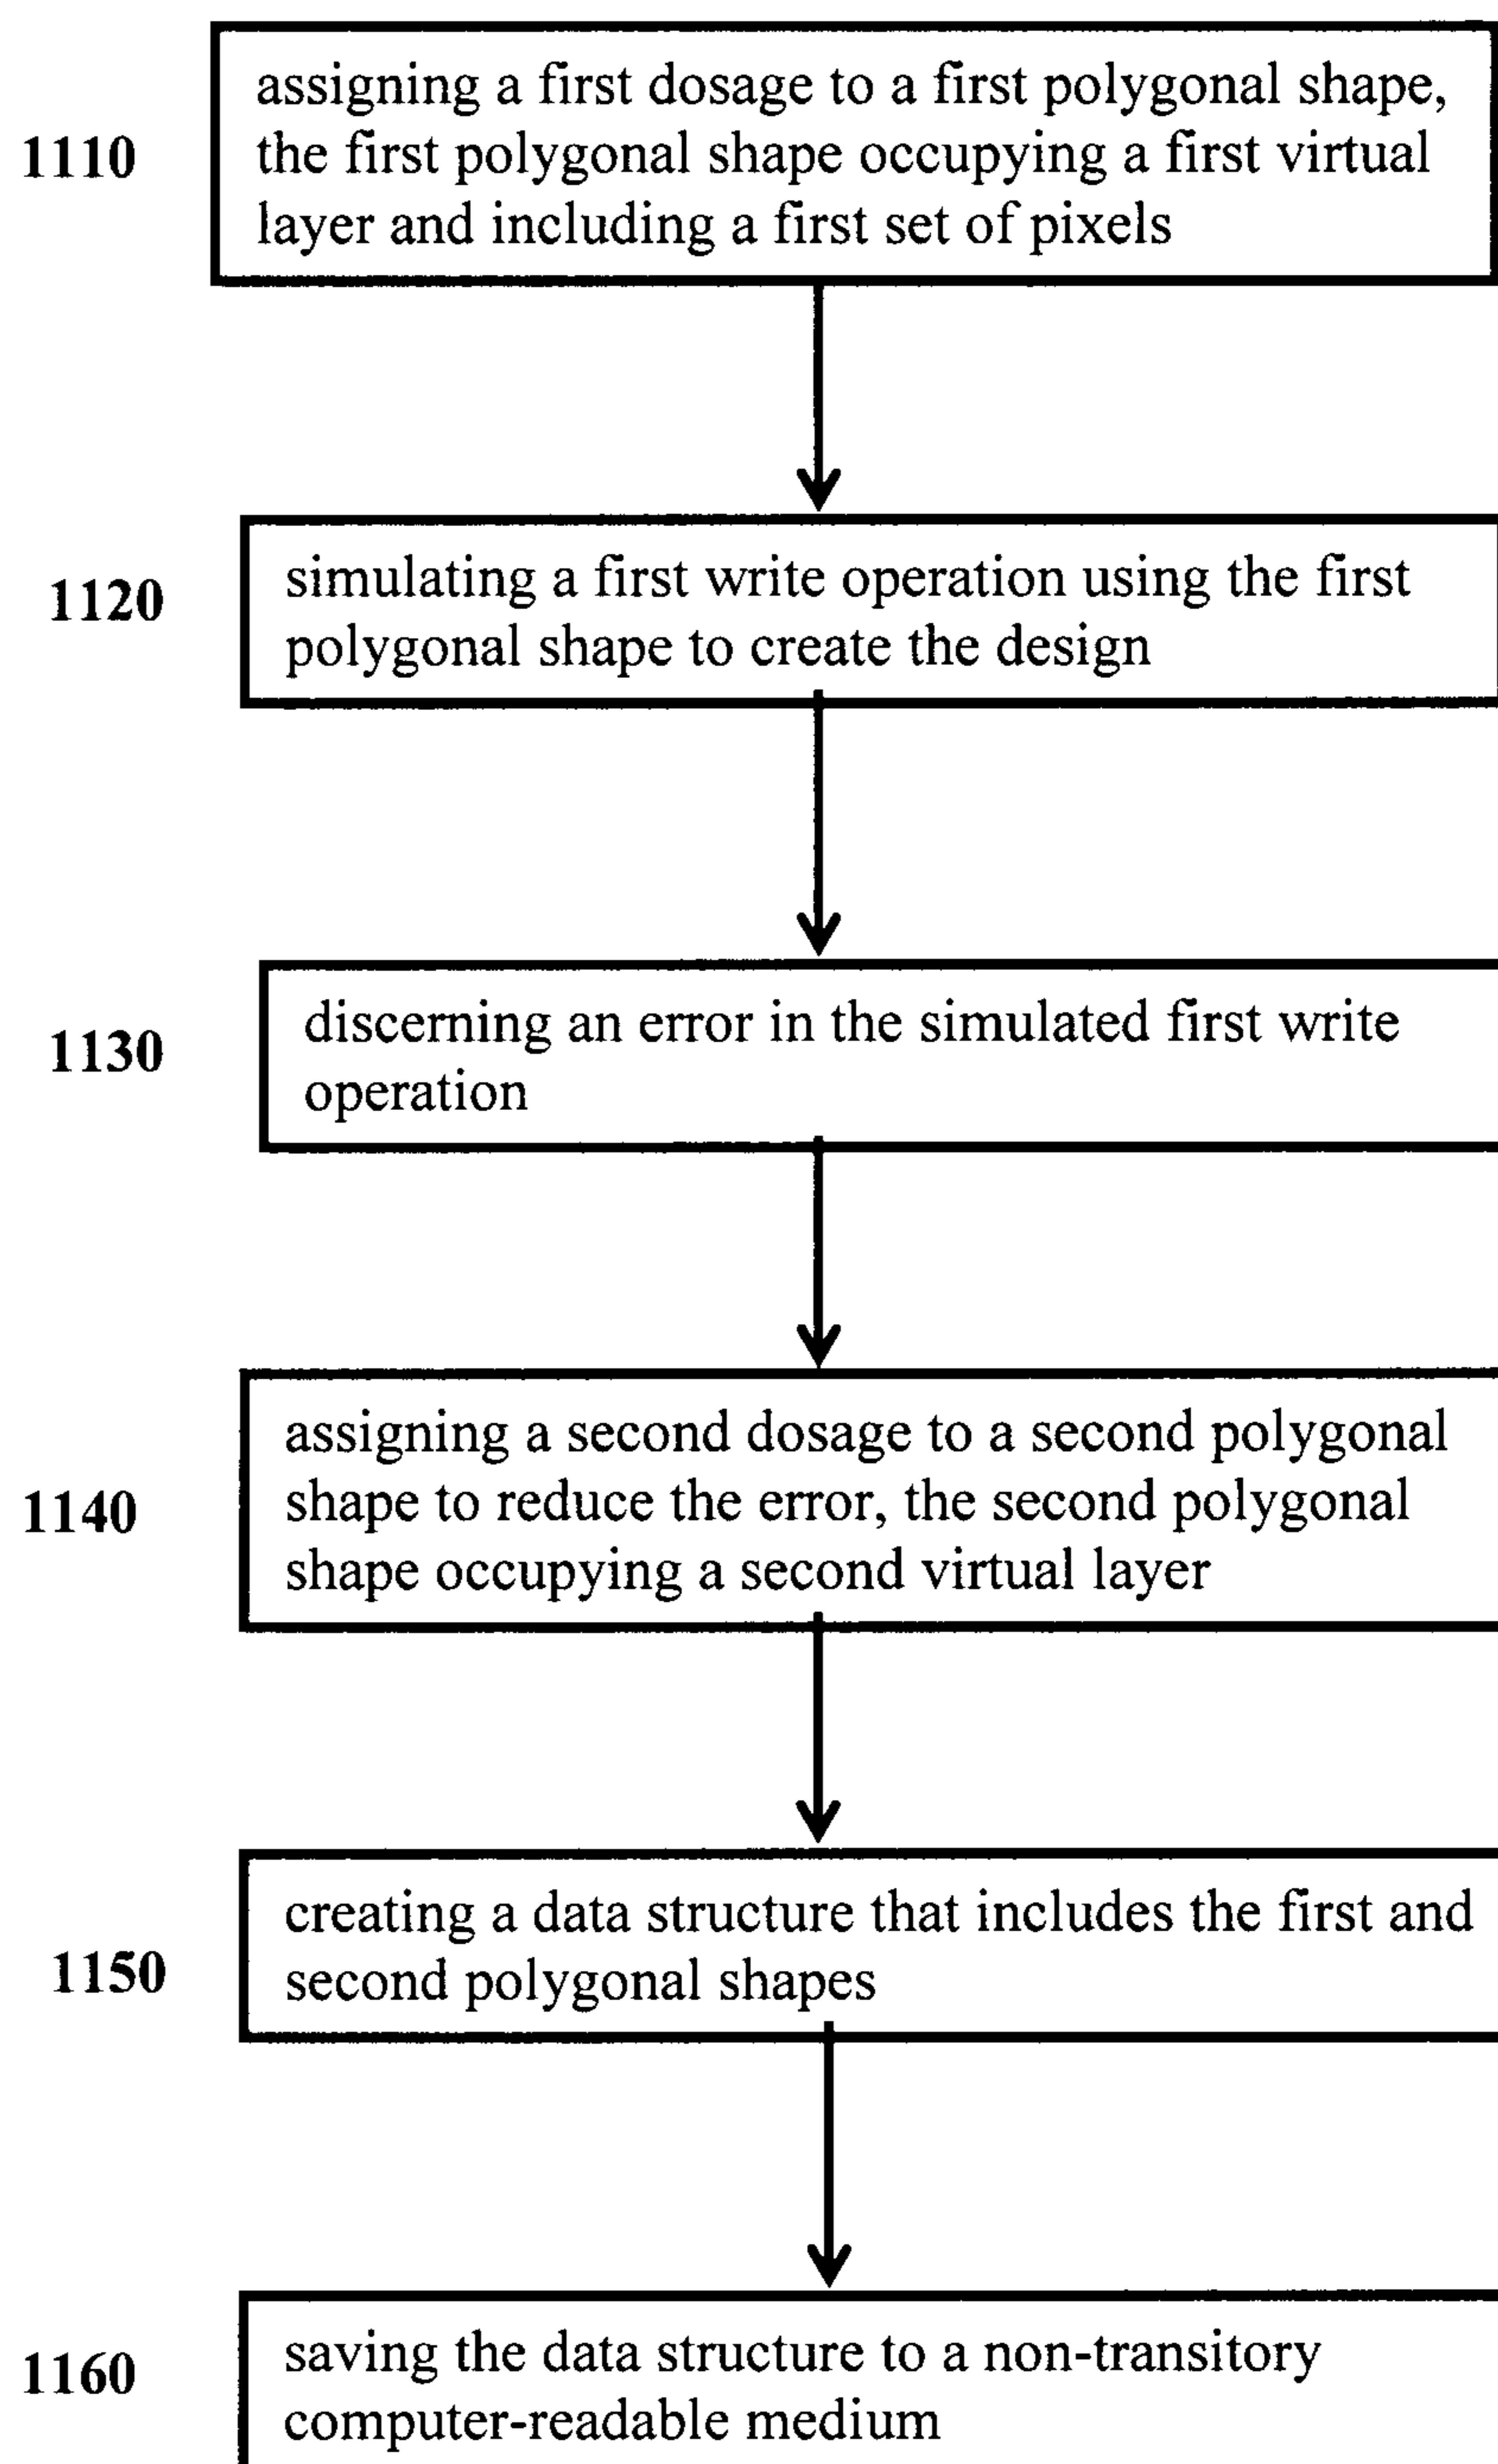 assigning a first dosage to a first polygonal shape,
1110
the first polygonal shape occupying a first virtual
layer and including a first set of pixels
simulating a first write operation using the first
1120
polygonal shape to create the design
discerning an error in the simulated first write
1130
operation
assigning a second dosage to a second polygonal
1140
shape to reduce the error, the second polygonal
shape occupying a second virtual layer
creating a data structure that includes the first and
1150
second polygonal shapes
saving the data structure to a non-transitory
1160
computer-readable medium